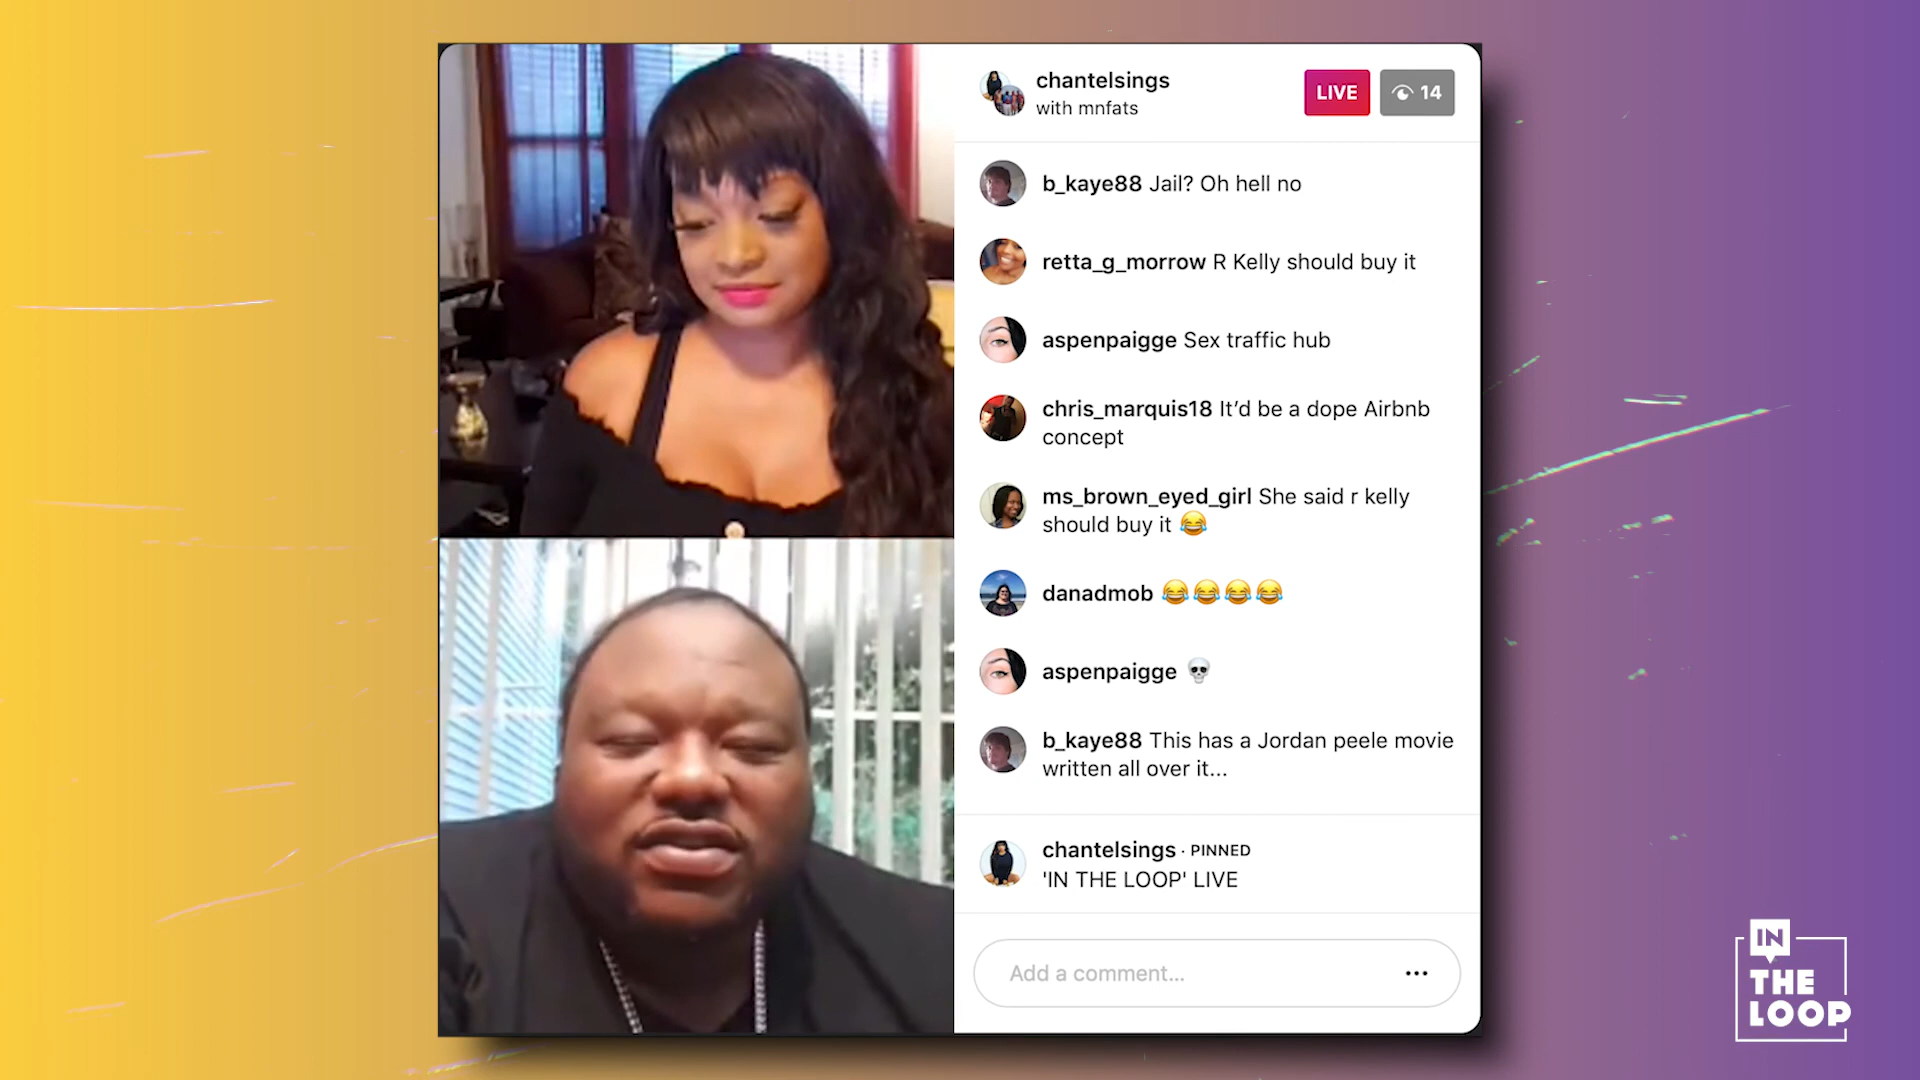 chantelsings
with mnfats
LIVE
14
b_kaye88 Jail? Oh hell no
retta_g_morrow R Kelly should buy it
aspenpaigge Sex traffic hub
chris_marquis18 It’d be a dope Airbnb
concept
ms_brown_eyed_girl She said r kelly
should buy it 😂
danadmob 😂😂😂😂
aspenpaigge 💀
b_kaye88 This has a Jordan peele movie
written all over it...
chantelsings · PINNED
'IN THE LOOP' LIVE
Add a comment...
IN
THE
LOOP